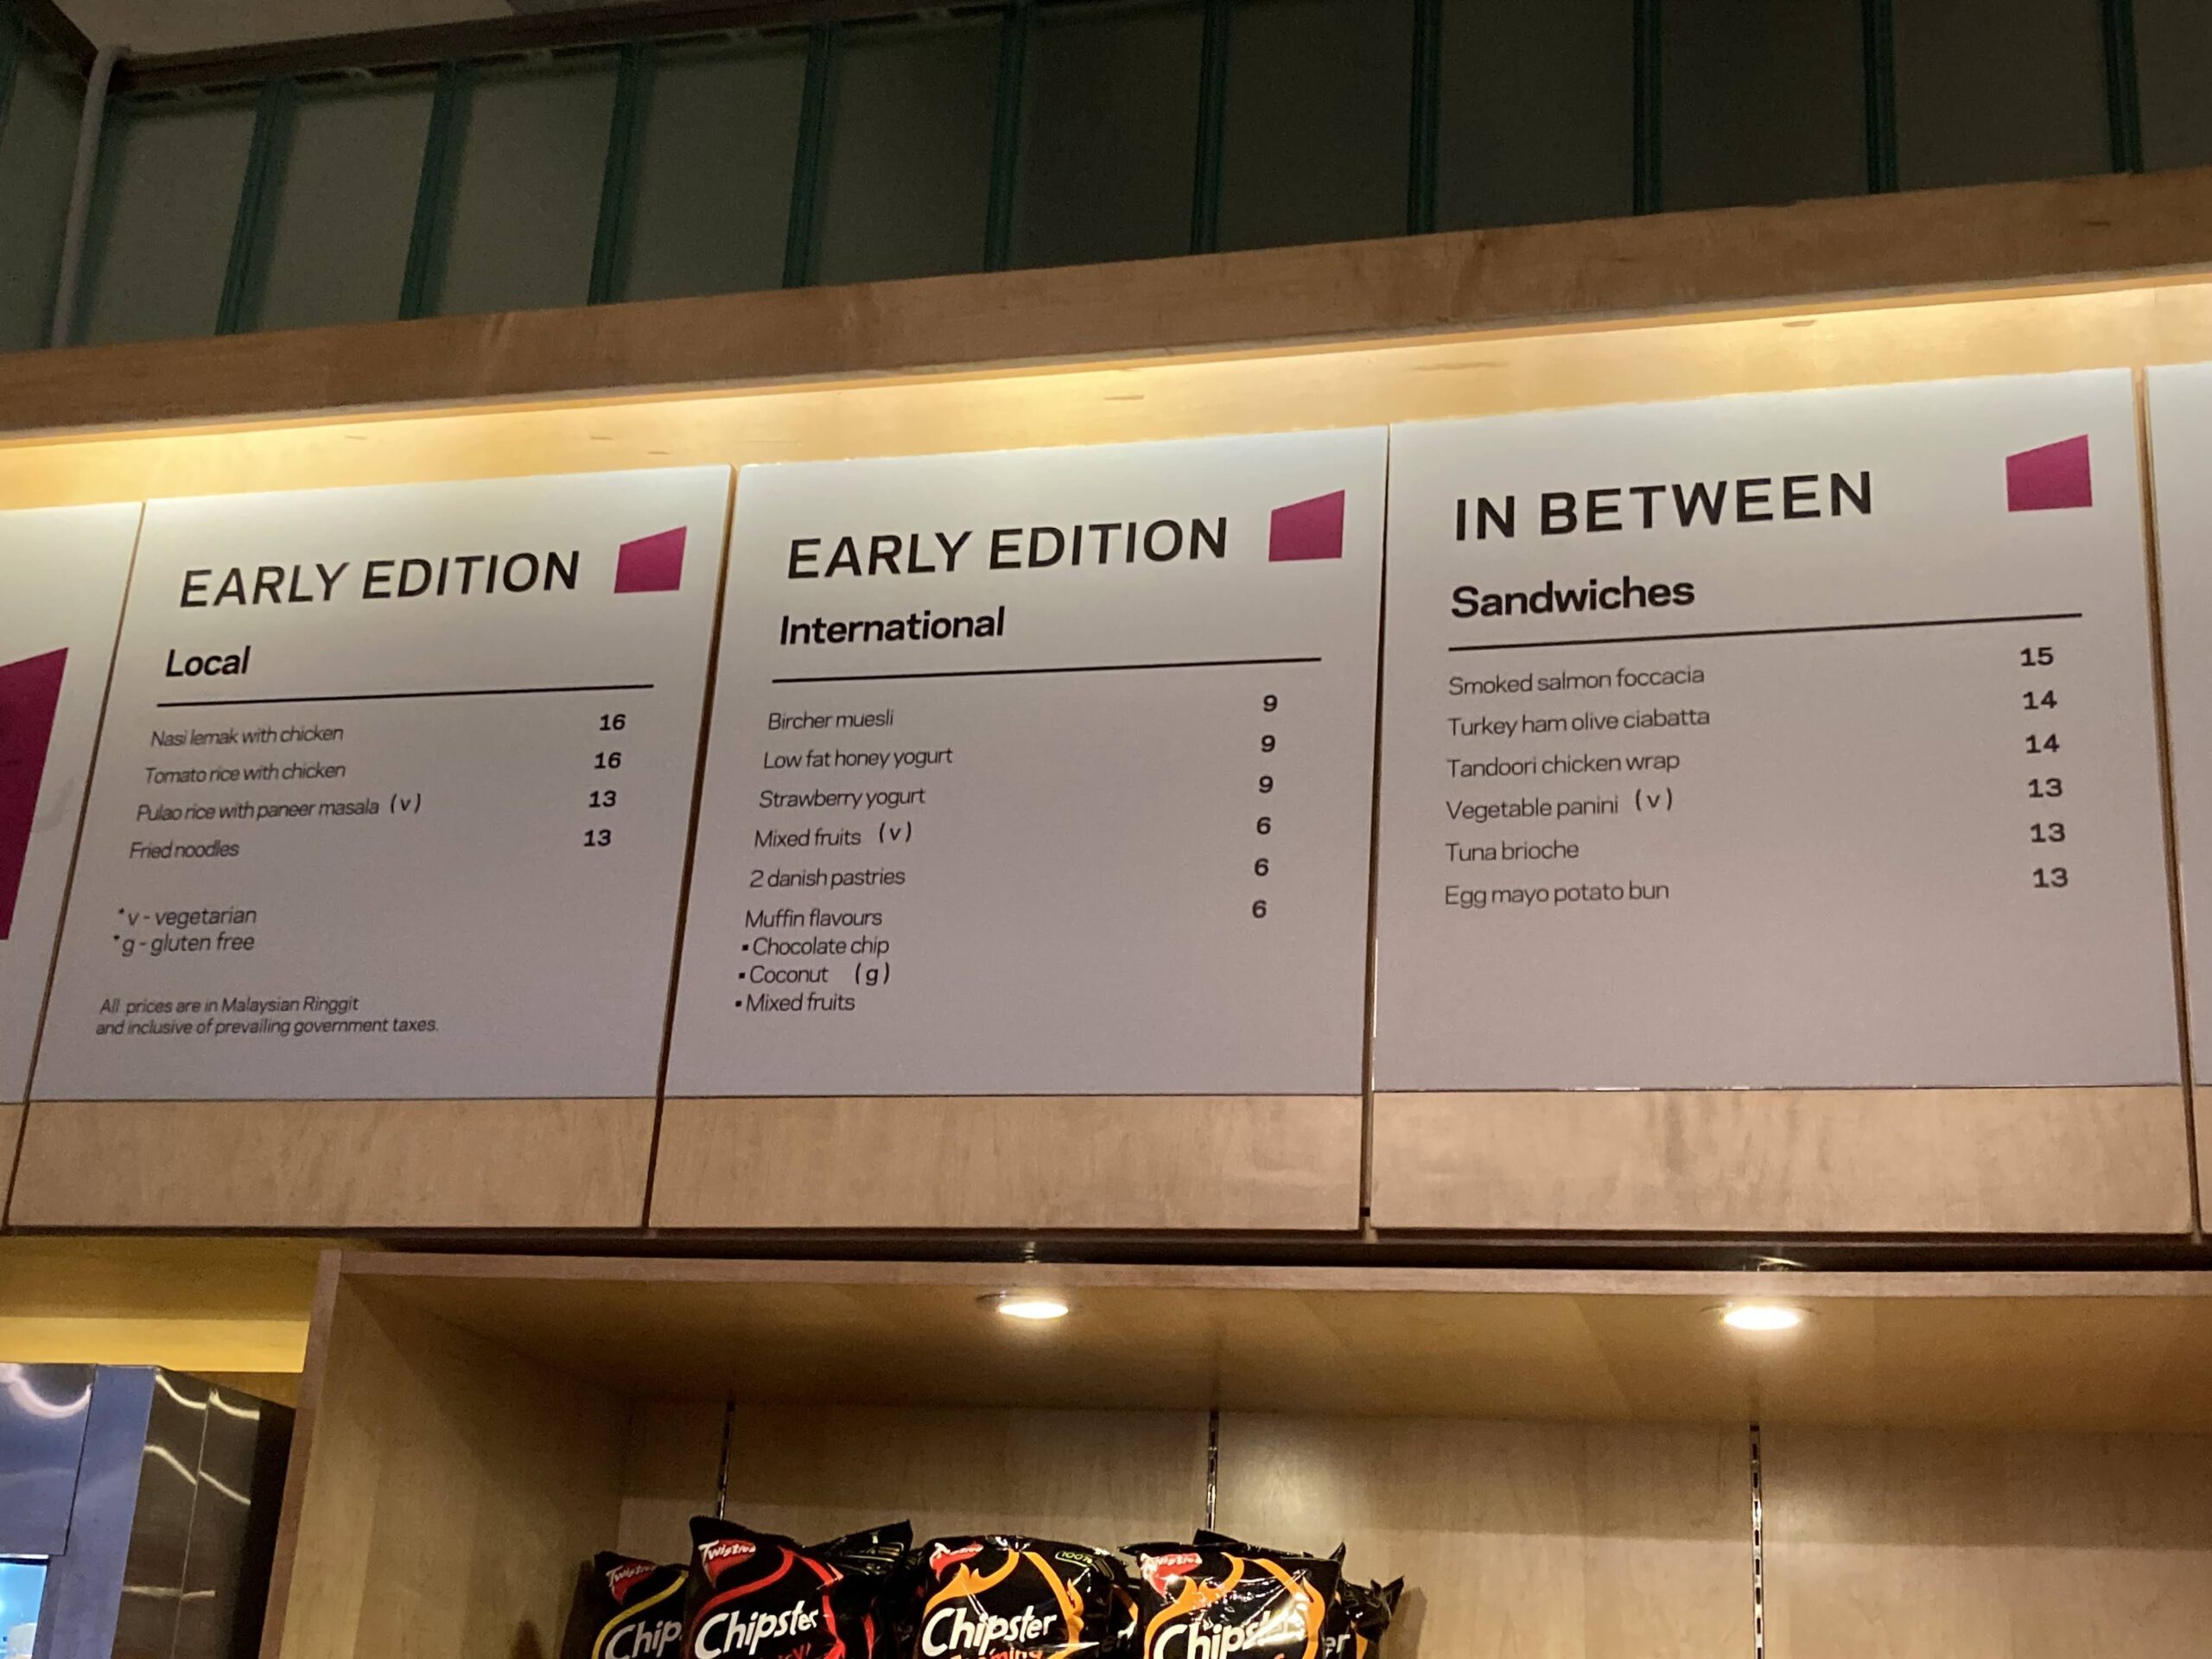 EARLY EDITION
Local
Nasi lemak with chicken 16
Tomato rice with chicken 16
Pulao rice with paneer masala (v) 13
Fried noodles 13
*v - vegetarian
*g - gluten free
All prices are in Malaysian Ringgit
and inclusive of prevailing government taxes.
EARLY EDITION
International
Bircher muesli 9
Low fat honey yogurt 9
Strawberry yogurt 9
Mixed fruits (v) 6
2 danish pastries 6
Muffin flavours 6
▪ Chocolate chip
▪ Coconut (g)
▪ Mixed fruits
IN BETWEEN
Sandwiches
Smoked salmon foccacia 15
Turkey ham olive ciabatta 14
Tandoori chicken wrap 14
Vegetable panini (v) 13
Tuna brioche 13
Egg mayo potato bun 13
Twisties
Chipster
Twisties
Chipster